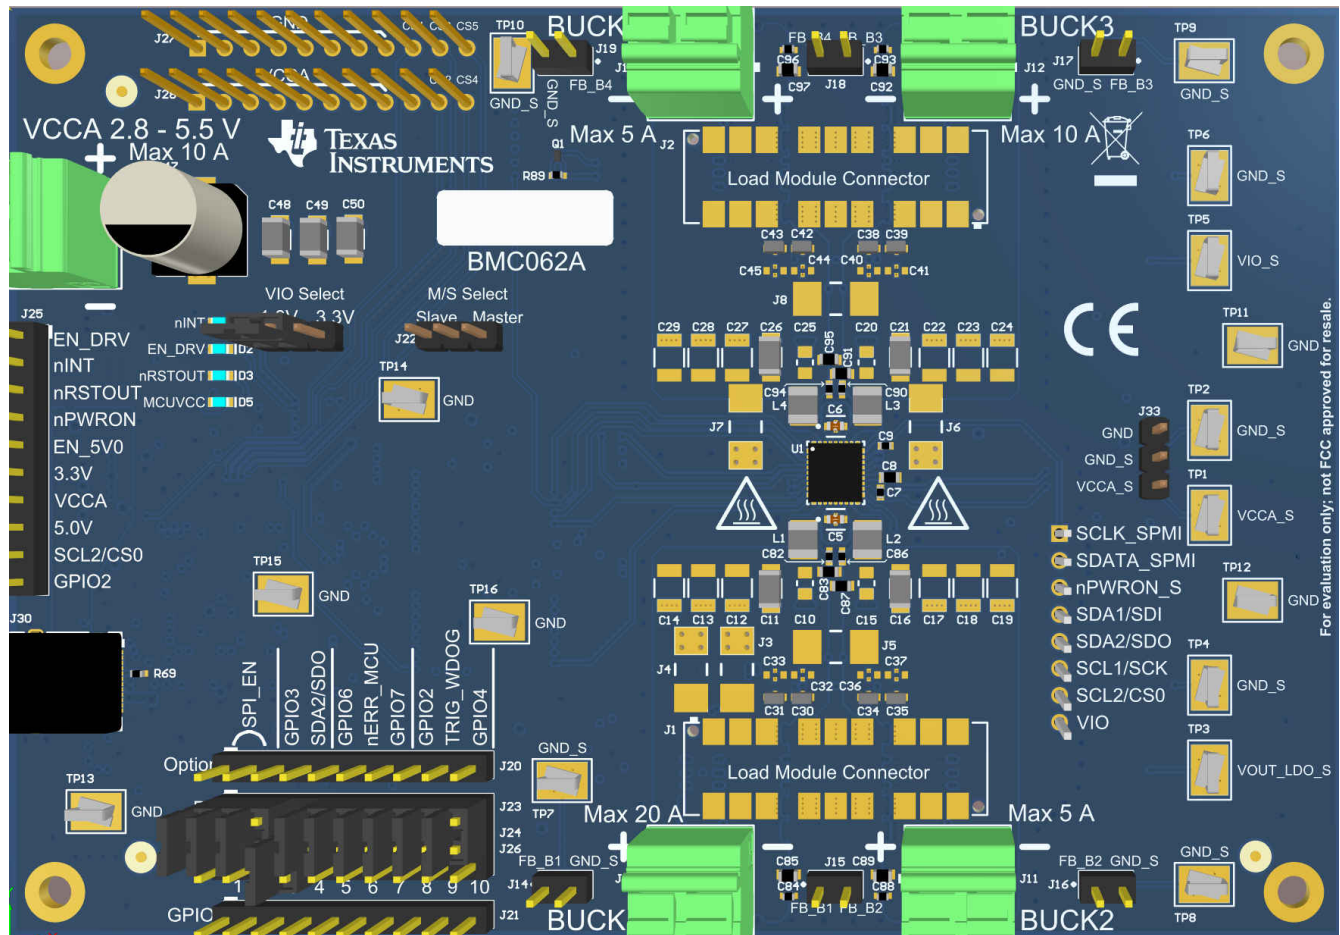 BUCK
BUCK3
J27
GND
CS5
TP10
J19
FB_B4
GND_S
GND_S
FB_B3
C96
C97
J18
C93
C92
J12
J17
GND_S
FB_B3
TP9
GND_S
J28
VCCA
CS4
VCCA 2.8 - 5.5 V
Max 10 A
TEXAS
INSTRUMENTS
Max 5 A
Max 10 A
J2
Load Module Connector
Q1
R89
BMC062A
TP6
GND_S
TP5
VIO_S
C48
C49
C50
C43
C42
C38
C39
C45
C44
C40
C41
J8
VIO Select
3.3V
M/S Select
Slave
Master
J22
TP11
GND
J25
EN_DRV
nINT
nRSTOUT
nPWRON
EN_5V0
3.3V
VCCA
5.0V
SCL2/CS0
GPIO2
nINT
EN_DRV
D2
nRSTOUT
D3
MCUVCC
D5
TP14
GND
C29
C28
C27
C26
C25
C95
C91
C20
C21
C22
C23
C24
C94
L4
C6
C90
L3
J7
J6
U1
C9
C8
C7
TP2
GND_S
J33
GND
GND_S
VCCA_S
TP1
VCCA_S
For evaluation only; not FCC approved for resale.
L1
C82
C5
L2
C86
C83
C87
SCLK_SPMI
SDATA_SPMI
nPWRON_S
SDA1/SDI
SDA2/SDO
SCL1/SCK
SCL2/CS0
VIO
TP12
GND
TP15
GND
TP16
GND
C14
C13
C12
C11
C10
C15
C16
C17
C18
C19
J3
J4
J5
C33
C37
C32
C36
C31
C30
C34
C35
TP4
GND_S
TP3
VOUT_LDO_S
J30
R69
SPI_EN
GPIO3
SDA2/SDO
GPIO6
nERR_MCU
GPIO7
GPIO2
TRIG_WDOG
GPIO4
J20
J23
J24
J26
J21
1
4
5
6
7
8
9
10
GPIO
TP13
GND
GND_S
TP7
J1
Load Module Connector
Max 20 A
Max 5 A
FB_B1
GND_S
J14
BUCK
C85
C84
J15
C89
C88
FB_B1
FB_B2
J11
J16
FB_B2
GND_S
BUCK2
GND_S
TP8